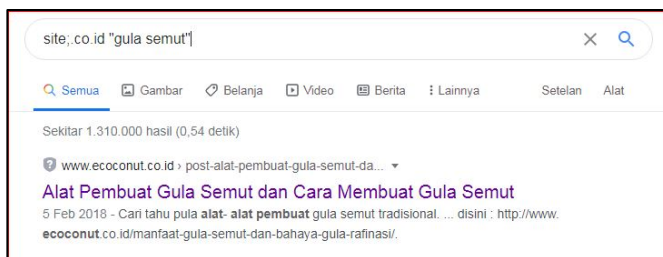 site;.co.id "gula semut"
Semua Gambar Belanja Video Berita Lainnya Setelan Alat
Sekitar 1.310.000 hasil (0,54 detik)
www.ecoconut.co.id › post-alat-pembuat-gula-semut-da...
Alat Pembuat Gula Semut dan Cara Membuat Gula Semut
5 Feb 2018 - Cari tahu pula alat- alat pembuat gula semut tradisional. ... disini : http://www.
ecoconut.co.id/manfaat-gula-semut-dan-bahaya-gula-rafinasi/.